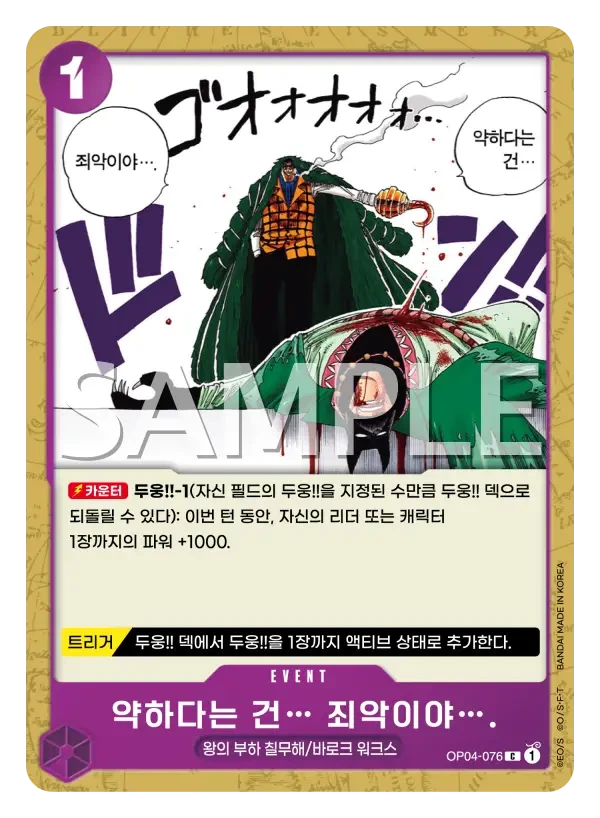 1
ゴオォォォォ…
죄악이야….
약하다는
건…
ドン!!
SAMPLE
카운터 두웅!!-1(자신 필드의 두웅!!을 지정된 수만큼 두웅!! 덱으로
되돌릴 수 있다): 이번 턴 동안, 자신의 리더 또는 캐릭터
1장까지의 파워 +1000.
트리거 두웅!! 덱에서 두웅!!을 1장까지 액티브 상태로 추가한다.
EVENT
약하다는 건… 죄악이야….
왕의 부하 칠무해/바로크 워크스
OP04-076 C 1
©EO/S ©O/S·F·T· BANDAI MADE IN KOREA